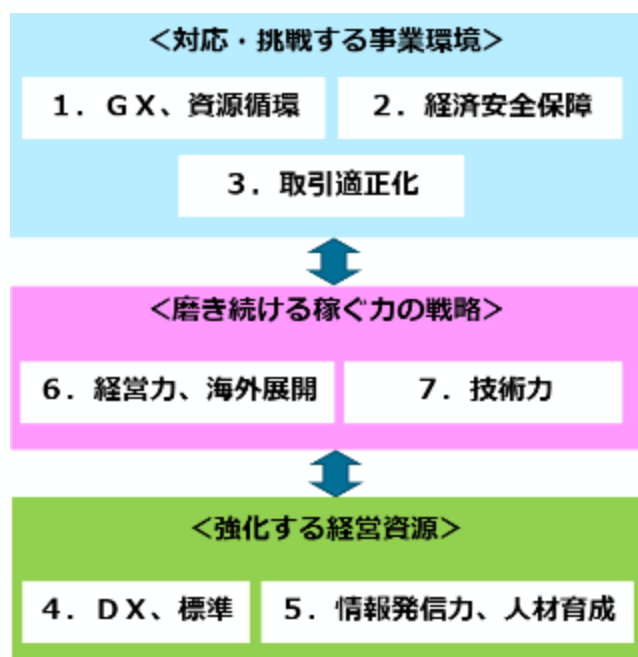 ＜対応・挑戦する事業環境＞
１．ＧＸ、資源循環
２．経済安全保障
３．取引適正化
＜磨き続ける稼ぐ力の戦略＞
６．経営力、海外展開
７．技術力
＜強化する経営資源＞
４．ＤＸ、標準
５．情報発信力、人材育成